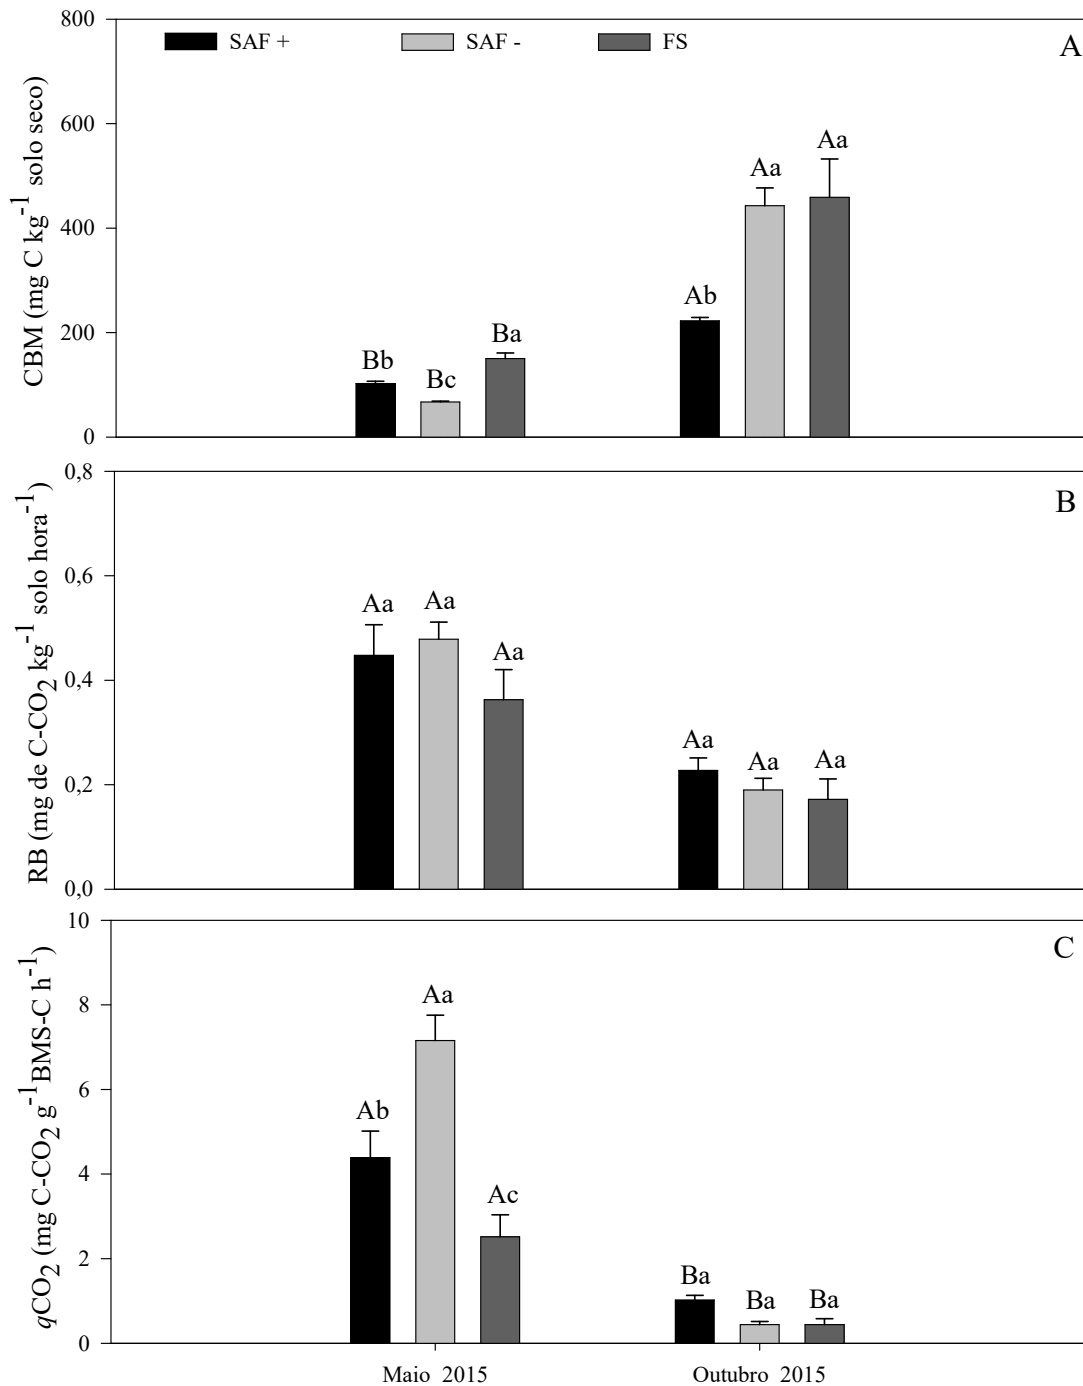 800
SAF +
SAF -
FS
A
600
400
200
0
CBM (mg C kg⁻¹ solo seco)
Bb
Bc
Ba
Ab
Aa
Aa
0,8
B
0,6
0,4
0,2
0,0
RB (mg de C-CO₂ kg⁻¹ solo hora⁻¹)
Aa
Aa
Aa
Aa
Aa
Aa
10
C
8
6
4
2
0
qCO₂ (mg C-CO₂ g⁻¹BMS-C h⁻¹)
Ab
Aa
Ac
Ba
Ba
Ba
Maio 2015
Outubro 2015